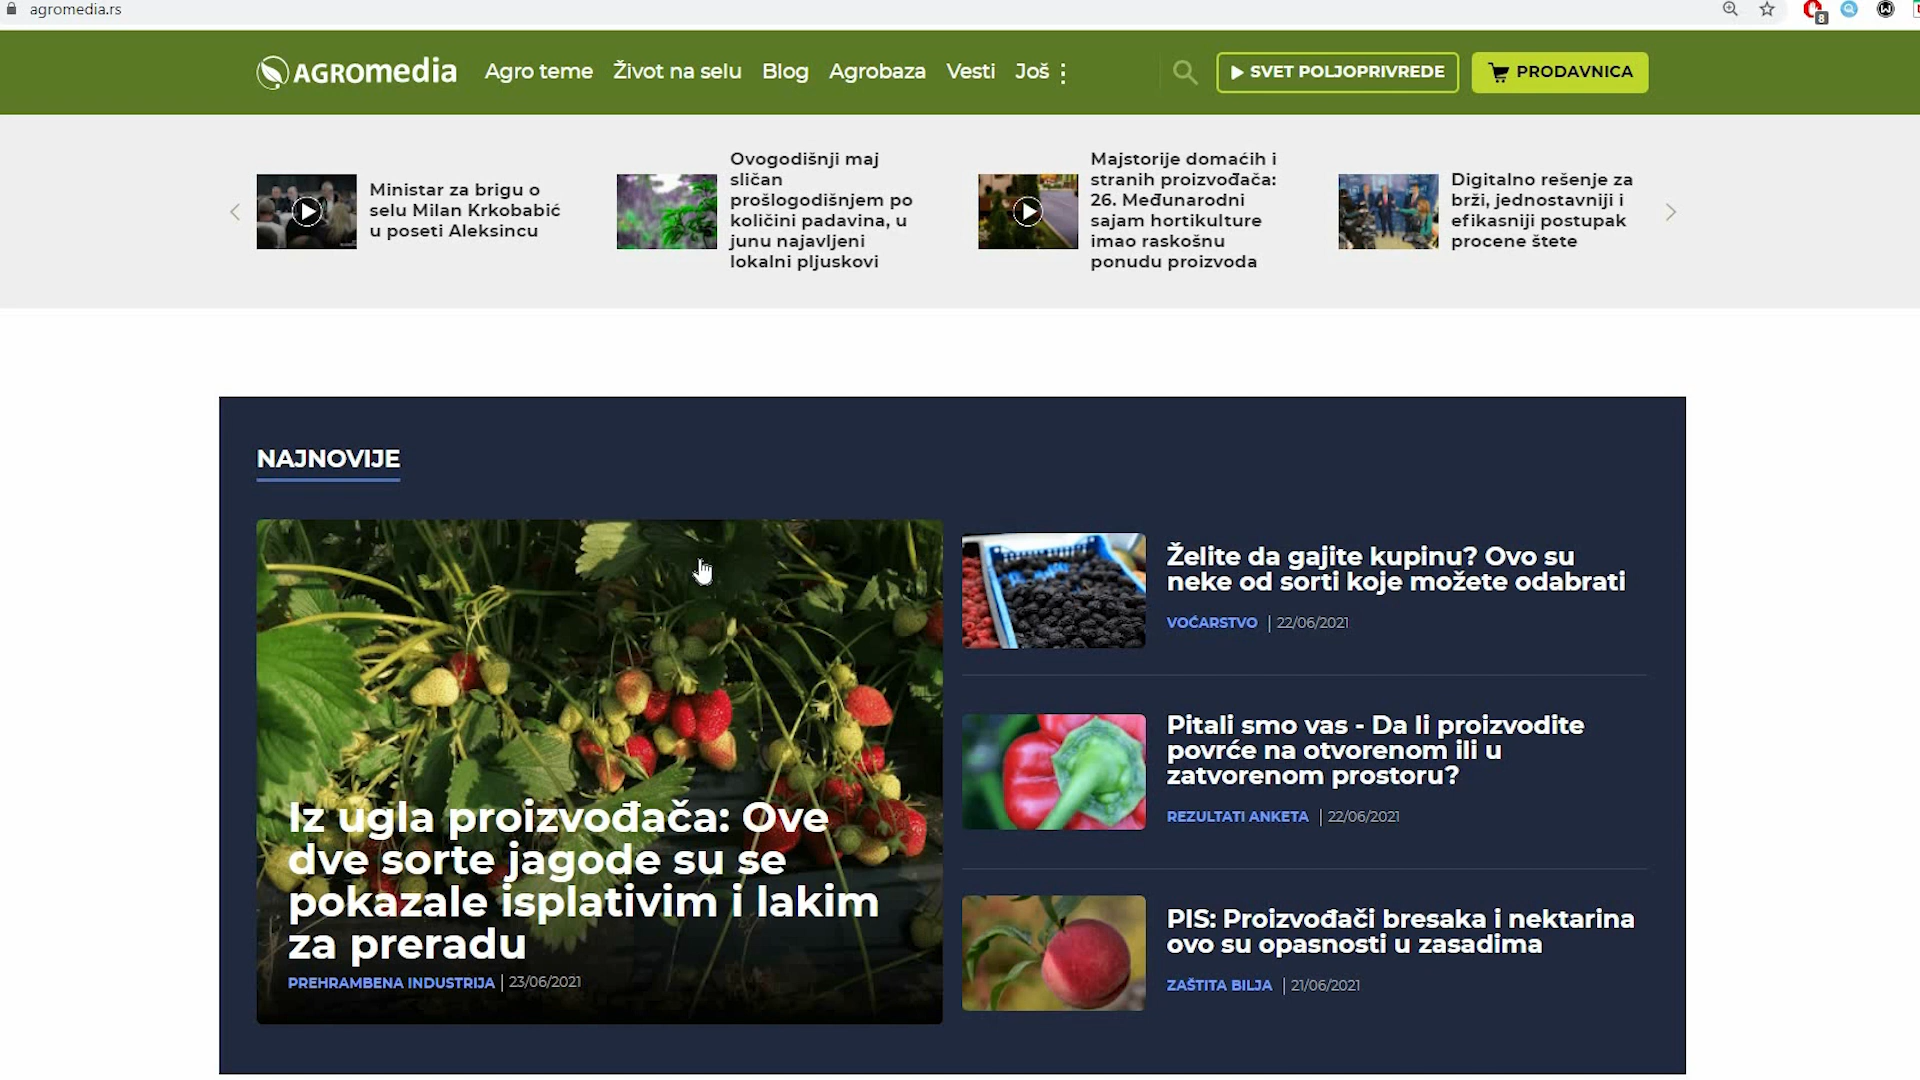 agromedia.rs
8
AGROmedia
Agro teme
Život na selu
Blog
Agrobaza
Vesti
Još
SVET POLJOPRIVREDE
PRODAVNICA
Ministar za brigu o
selu Milan Krkobabić
u poseti Aleksincu
Ovogodišnji maj
sličan
prošlogodišnjem po
količini padavina, u
junu najavljeni
lokalni pljuskovi
Majstorije domaćih i
stranih proizvođača:
26. Međunarodni
sajam hortikulture
imao raskošnu
ponudu proizvoda
Digitalno rešenje za
brži, jednostavniji i
efikasniji postupak
procene štete
NAJNOVIJE
Iz ugla proizvođača: Ove
dve sorte jagode su se
pokazale isplativim i lakim
za preradu
PREHRAMBENA INDUSTRIJA | 23/06/2021
Želite da gajite kupinu? Ovo su
neke od sorti koje možete odabrati
VOĆARSTVO | 22/06/2021
Pitali smo vas - Da li proizvodite
povrće na otvorenom ili u
zatvorenom prostoru?
REZULTATI ANKETA | 22/06/2021
PIS: Proizvođači bresaka i nektarina
ovo su opasnosti u zasadima
ZAŠTITA BILJA | 21/06/2021